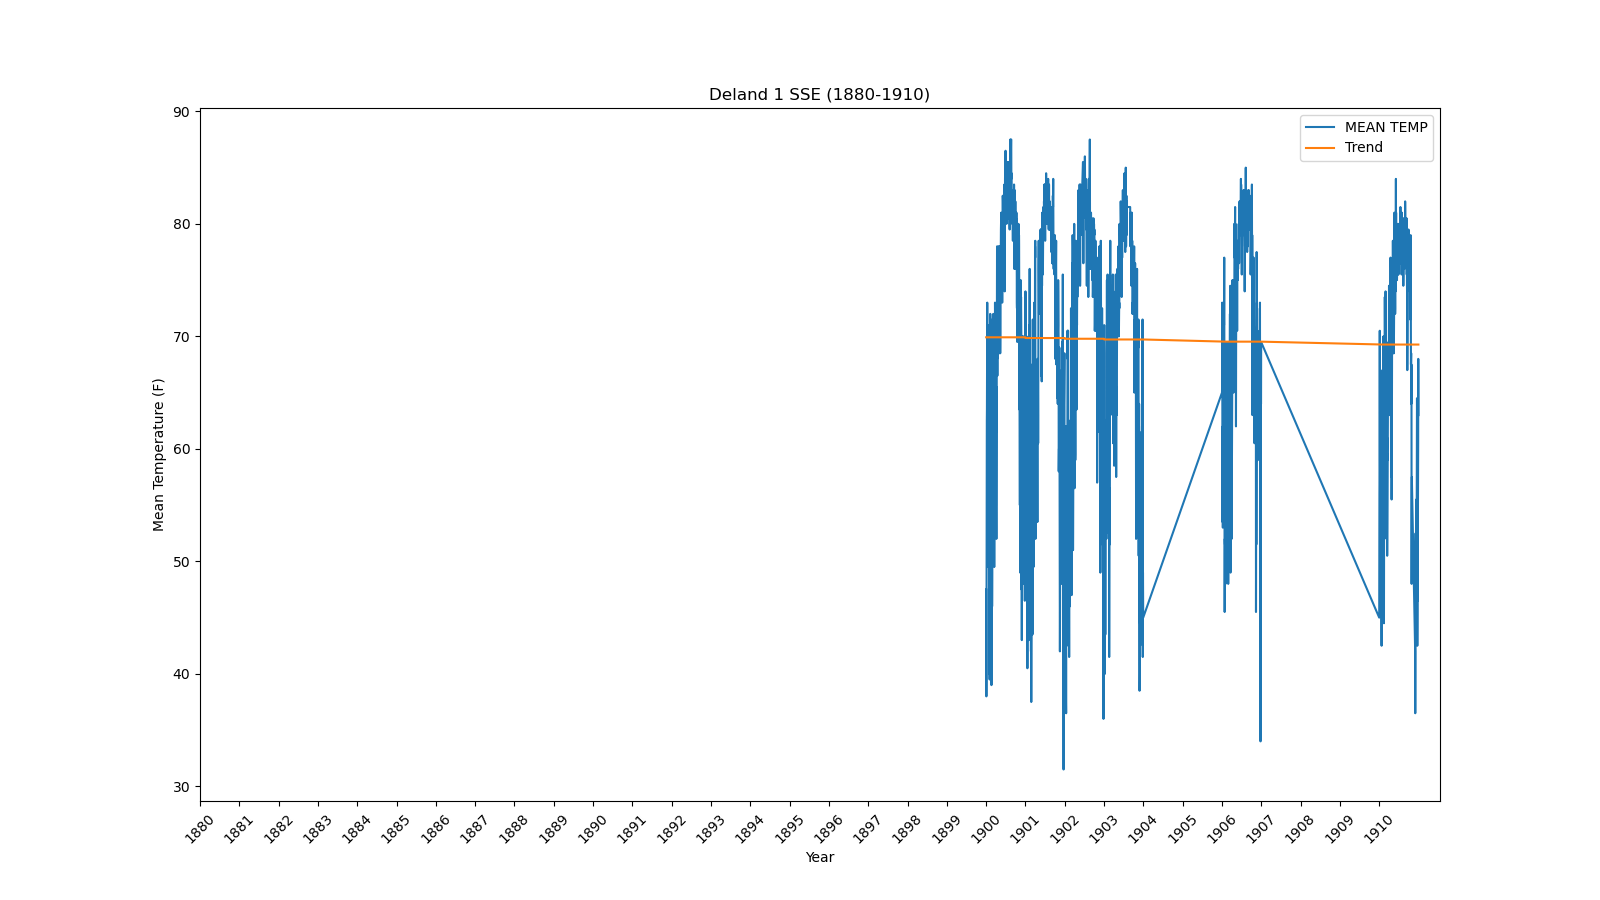 Deland 1 SSE (1880-1910)
MEAN TEMP
Trend
Mean Temperature (F)
90
80
70
60
50
40
30
1880 1881 1882 1883 1884 1885 1886 1887 1888 1889 1890 1891 1892 1893 1894 1895 1896 1897 1898 1899 1900 1901 1902 1903 1904 1905 1906 1907 1908 1909 1910
Year